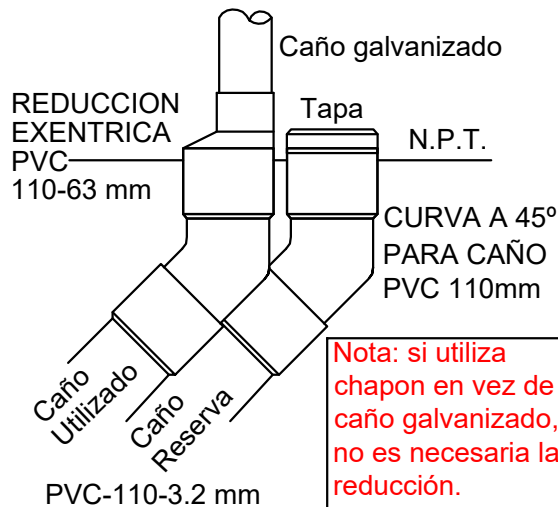 Caño galvanizado
REDUCCION
EXENTRICA
PVC
110-63 mm
Tapa
N.P.T.
CURVA A 45º
PARA CAÑO
PVC 110mm
Caño
Utilizado
Caño
Reserva
PVC-110-3.2 mm
Nota: si utiliza
chapon en vez de
caño galvanizado,
no es necesaria la
reducción.